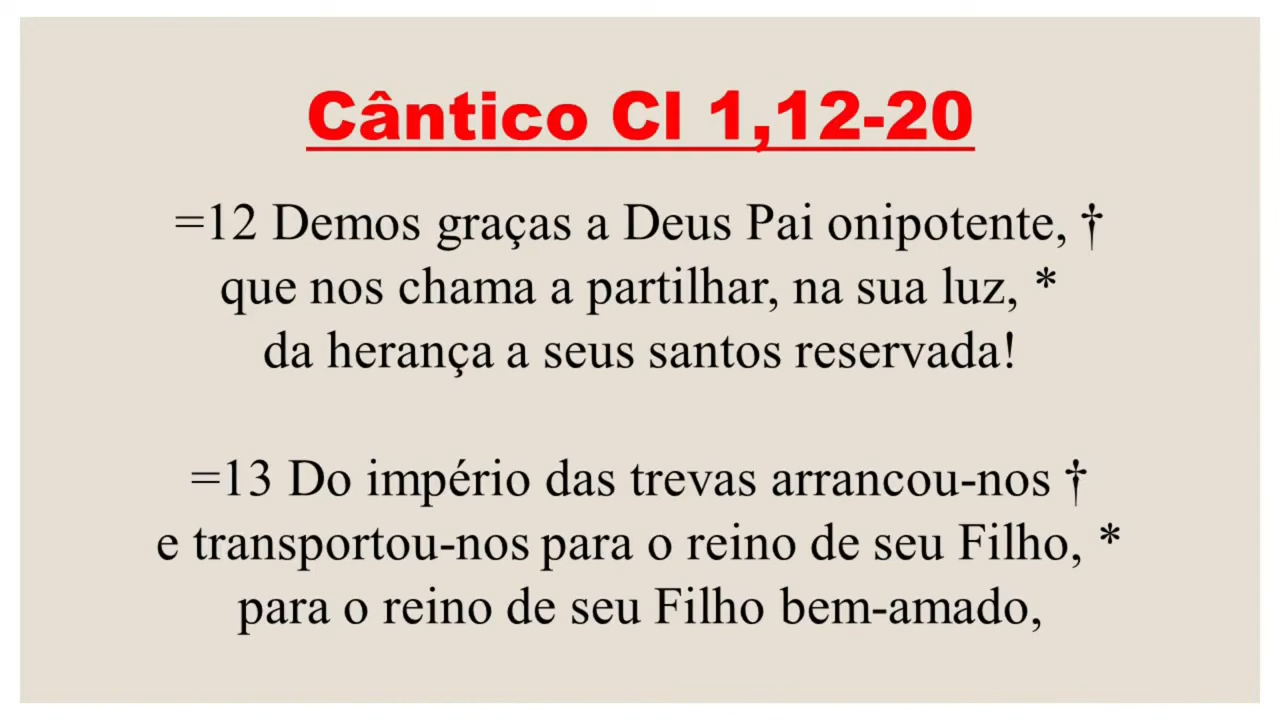 Cântico Cl 1,12-20
=12 Demos graças a Deus Pai onipotente, †
que nos chama a partilhar, na sua luz, *
da herança a seus santos reservada!
=13 Do império das trevas arrancou-nos †
e transportou-nos para o reino de seu Filho, *
para o reino de seu Filho bem-amado,